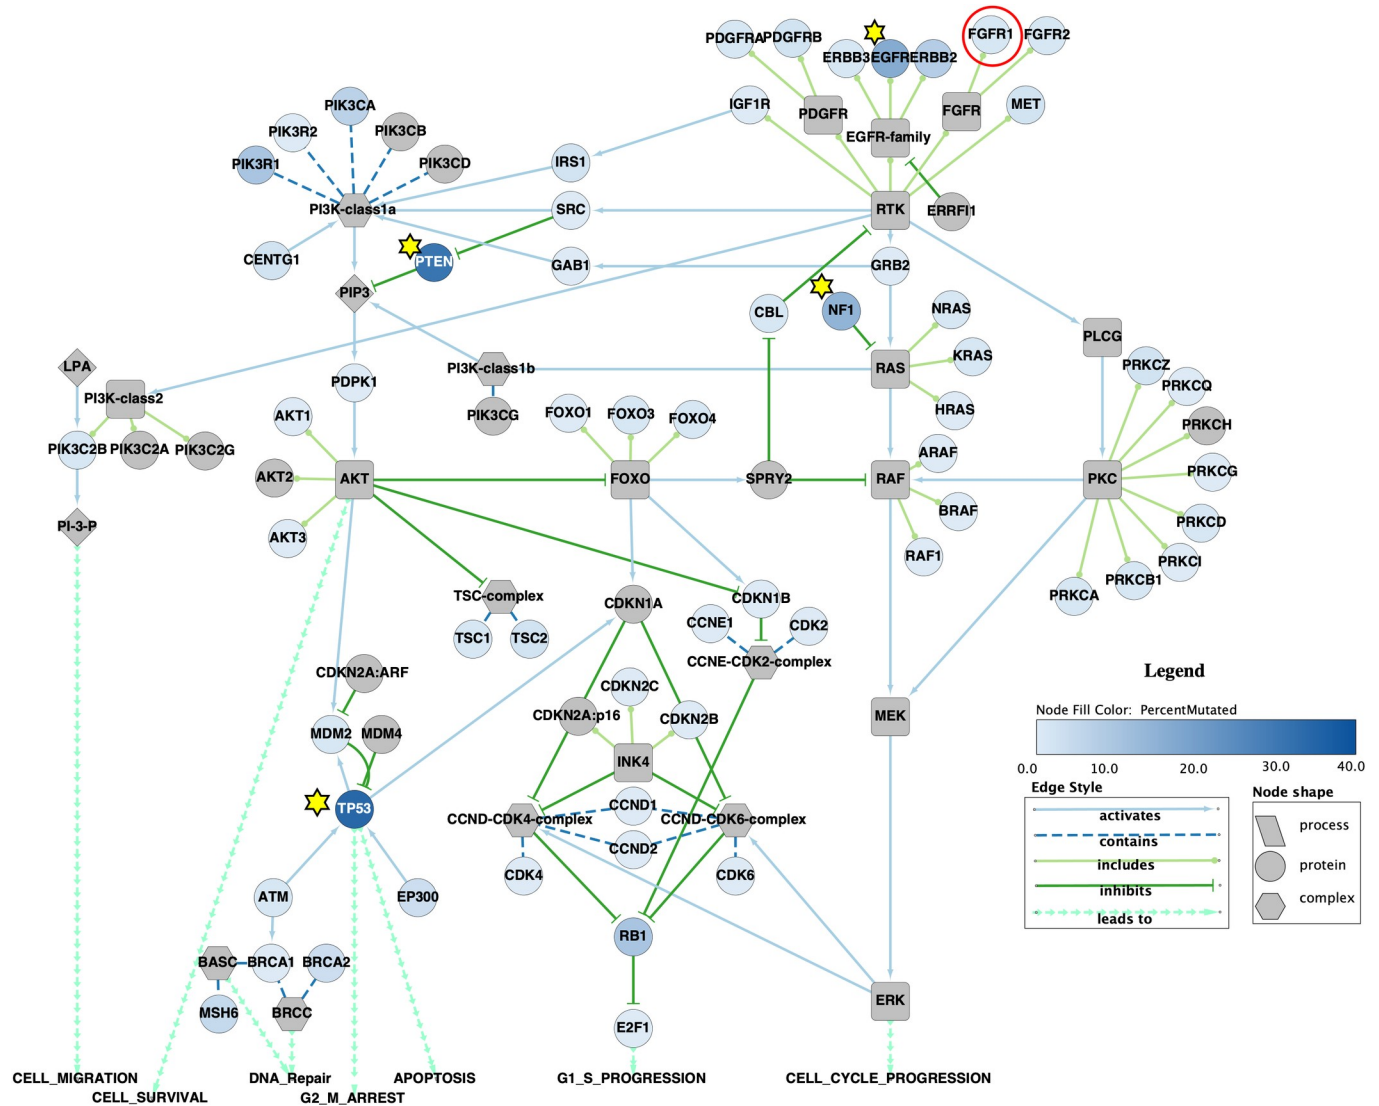 FGFR1
PDGFRA
PDGFRB
FGFR2
ERBB3
EGFR
ERBB2
PIK3CA
IGF1R
PDGFR
FGFR
MET
PIK3R2
PIK3CB
EGFR-family
PIK3R1
PIK3CD
IRS1
PI3K-class1a
SRC
RTK
ERRFI1
CENTG1
PTEN
GAB1
GRB2
PIP3
CBL
NF1
NRAS
PLCG
LPA
PI3K-class1b
RAS
KRAS
PRKCZ
PDPK1
PRKCQ
PI3K-class2
AKT1
PIK3CG
FOXO1
FOXO3
FOXO4
HRAS
PRKCH
PIK3C2B
PIK3C2A
PIK3C2G
ARAF
AKT2
AKT
FOXO
SPRY2
RAF
PKC
PRKCG
PI-3-P
AKT3
BRAF
PRKCD
RAF1
PRKCI
PRKCB1
PRKCA
TSC-complex
CDKN1A
CDKN1B
TSC1
TSC2
CCNE1
CDK2
CCNE-CDK2-complex
CDKN2A:ARF
CDKN2C
CDKN2A:p16
CDKN2B
MDM2
MDM4
MEK
INK4
TP53
CCND1
CCND-CDK4-complex
CCND-CDK6-complex
CCND2
CDK4
CDK6
ATM
EP300
RB1
BASC
BRCA1
BRCA2
MSH6
BRCC
ERK
E2F1
CELL_MIGRATION
DNA_Repair
APOPTOSIS
G1_S_PROGRESSION
CELL_CYCLE_PROGRESSION
CELL_SURVIVAL
G2_M_ARREST
Legend
Node Fill Color: PercentMutated
0.0 10.0 20.0 30.0 40.0
Edge Style
activates
contains
includes
inhibits
leads to
Node shape
process
protein
complex